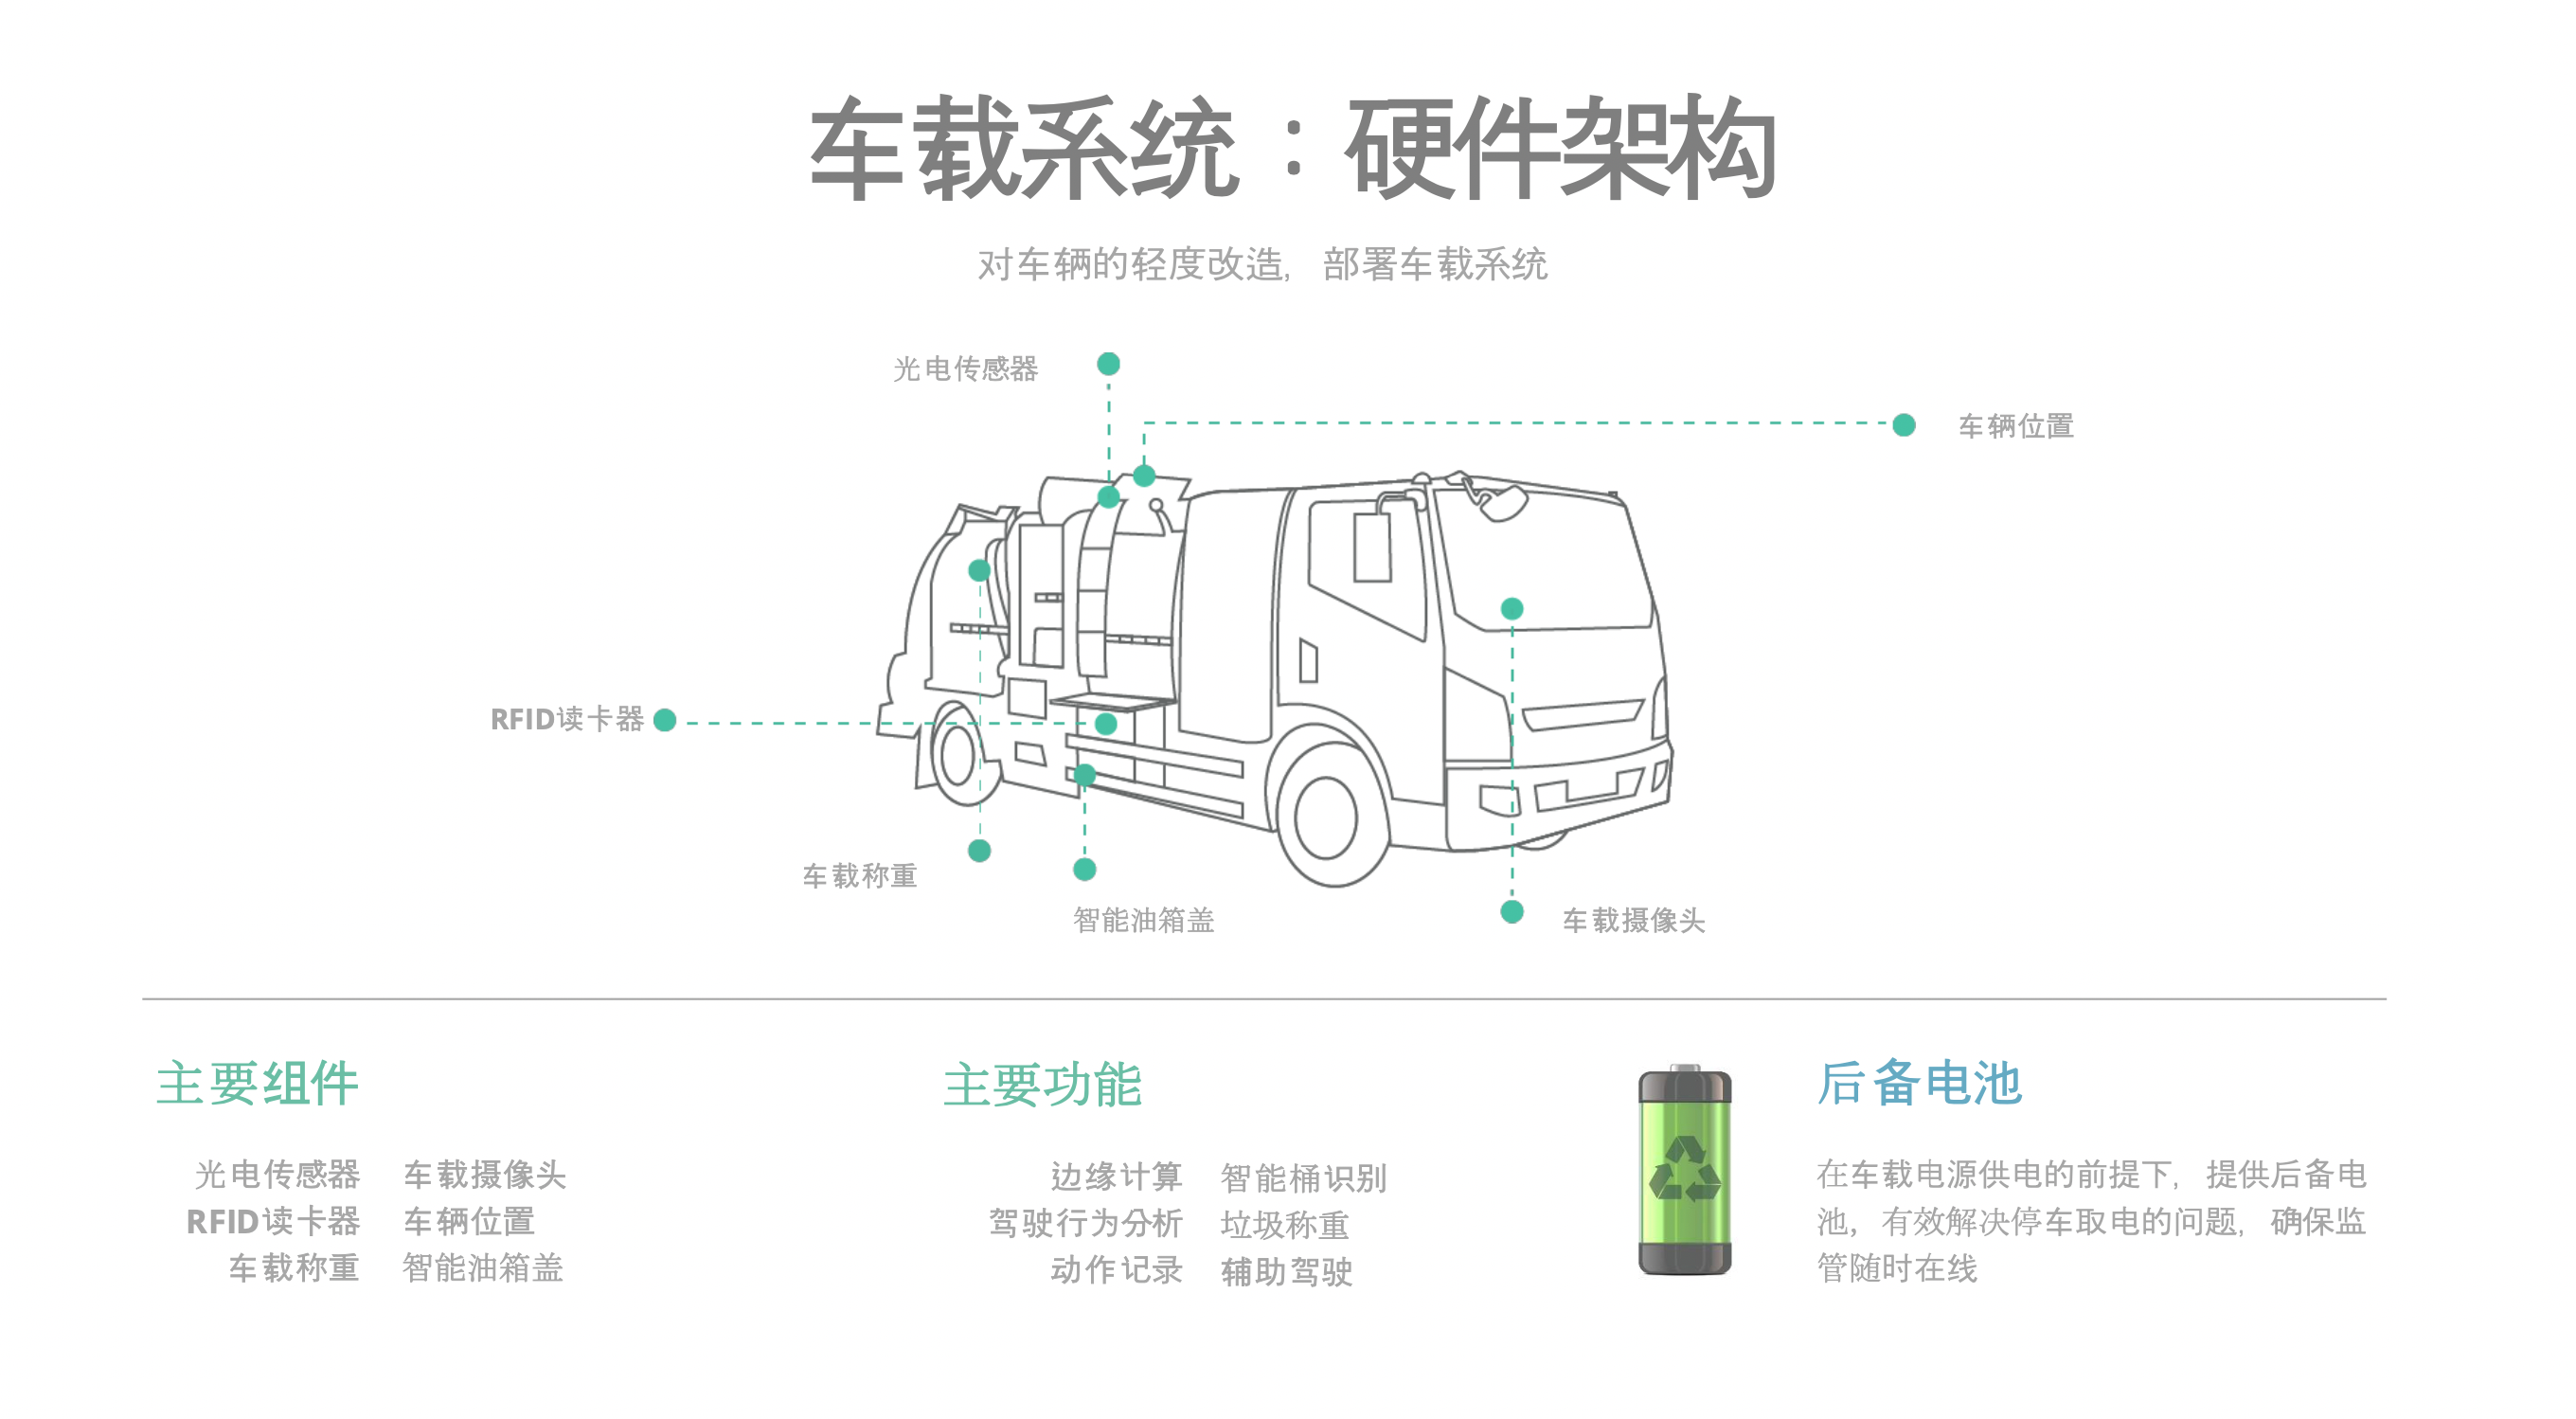 车载系统：硬件架构
对车辆的轻度改造，部署车载系统
光电传感器
车辆位置
RFID读卡器
车载称重
智能油箱盖
车载摄像头
主要组件
光电传感器 车载摄像头
RFID读卡器 车辆位置
车载称重 智能油箱盖
主要功能
边缘计算 智能桶识别
驾驶行为分析 垃圾称重
动作记录 辅助驾驶
后备电池
在车载电源供电的前提下，提供后备电
池，有效解决停车取电的问题，确保监
管随时在线